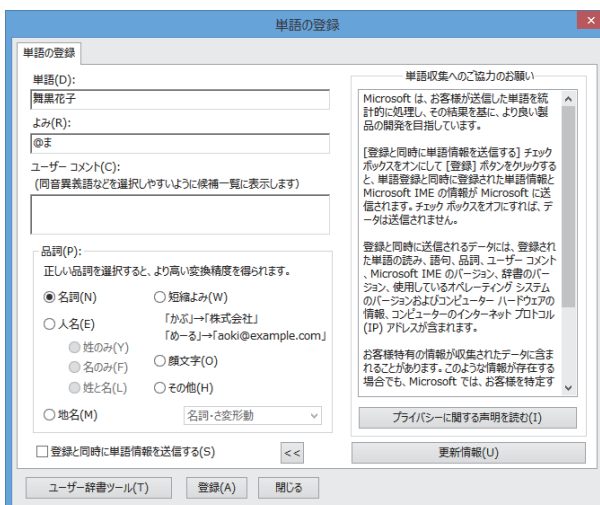 単語の登録
単語の登録
単語(D):
舞黒花子
よみ(R):
@ま
ユーザー コメント(C):
(同音異義語などを選択しやすいように候補一覧に表示します)
品詞(P):
正しい品詞を選択すると、より高い変換精度を得られます。
名詞(N)
人名(E)
姓のみ(Y)
名のみ(F)
姓と名(L)
地名(M)
短縮よみ(W)
「かぶ」→「株式会社」
「めーる」→「aoki@example.com」
顔文字(O)
その他(H)
名詞・さ変形動
登録と同時に単語情報を送信する(S)
<<
単語収集へのご協力のお願い
Microsoft は、お客様が送信した単語を統
計的に処理し、その結果を基に、より良い製
品の開発を目指しています。
[登録と同時に単語情報を送信する] チェック
ボックスをオンにして [登録] ボタンをクリックする
と、単語登録と同時に登録された単語情報と
Microsoft IME の情報が Microsoft に送
信されます。チェック ボックスをオフにすれば、デ
ータは送信されません。
登録と同時に送信されるデータには、登録され
た単語の読み、語句、品詞、ユーザー コメント
、Microsoft IME のバージョン、辞書のバー
ジョン、使用しているオペレーティング システム
のバージョンおよびコンピューター ハードウェアの
情報、コンピューターのインターネット プロトコル
(IP) アドレスが含まれます。
お客様特有の情報が収集されたデータに含ま
れることがあります。このような情報が存在する
場合でも、Microsoft では、お客様を特定す
プライバシーに関する声明を読む(I)
更新情報(U)
ユーザー辞書ツール(T)
登録(A)
閉じる